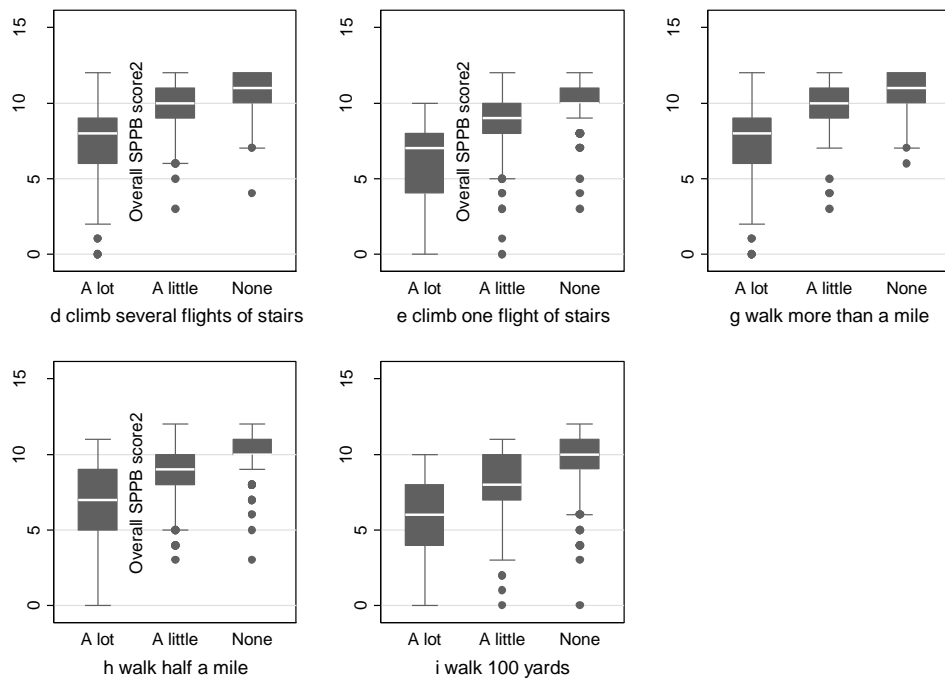 15
10
5
0
Overall SPPB score2
A lot A little None
d climb several flights of stairs
15
10
5
0
Overall SPPB score2
A lot A little None
e climb one flight of stairs
15
10
5
0
A lot A little None
g walk more than a mile
15
10
5
0
Overall SPPB score2
A lot A little None
h walk half a mile
15
10
5
0
A lot A little None
i walk 100 yards